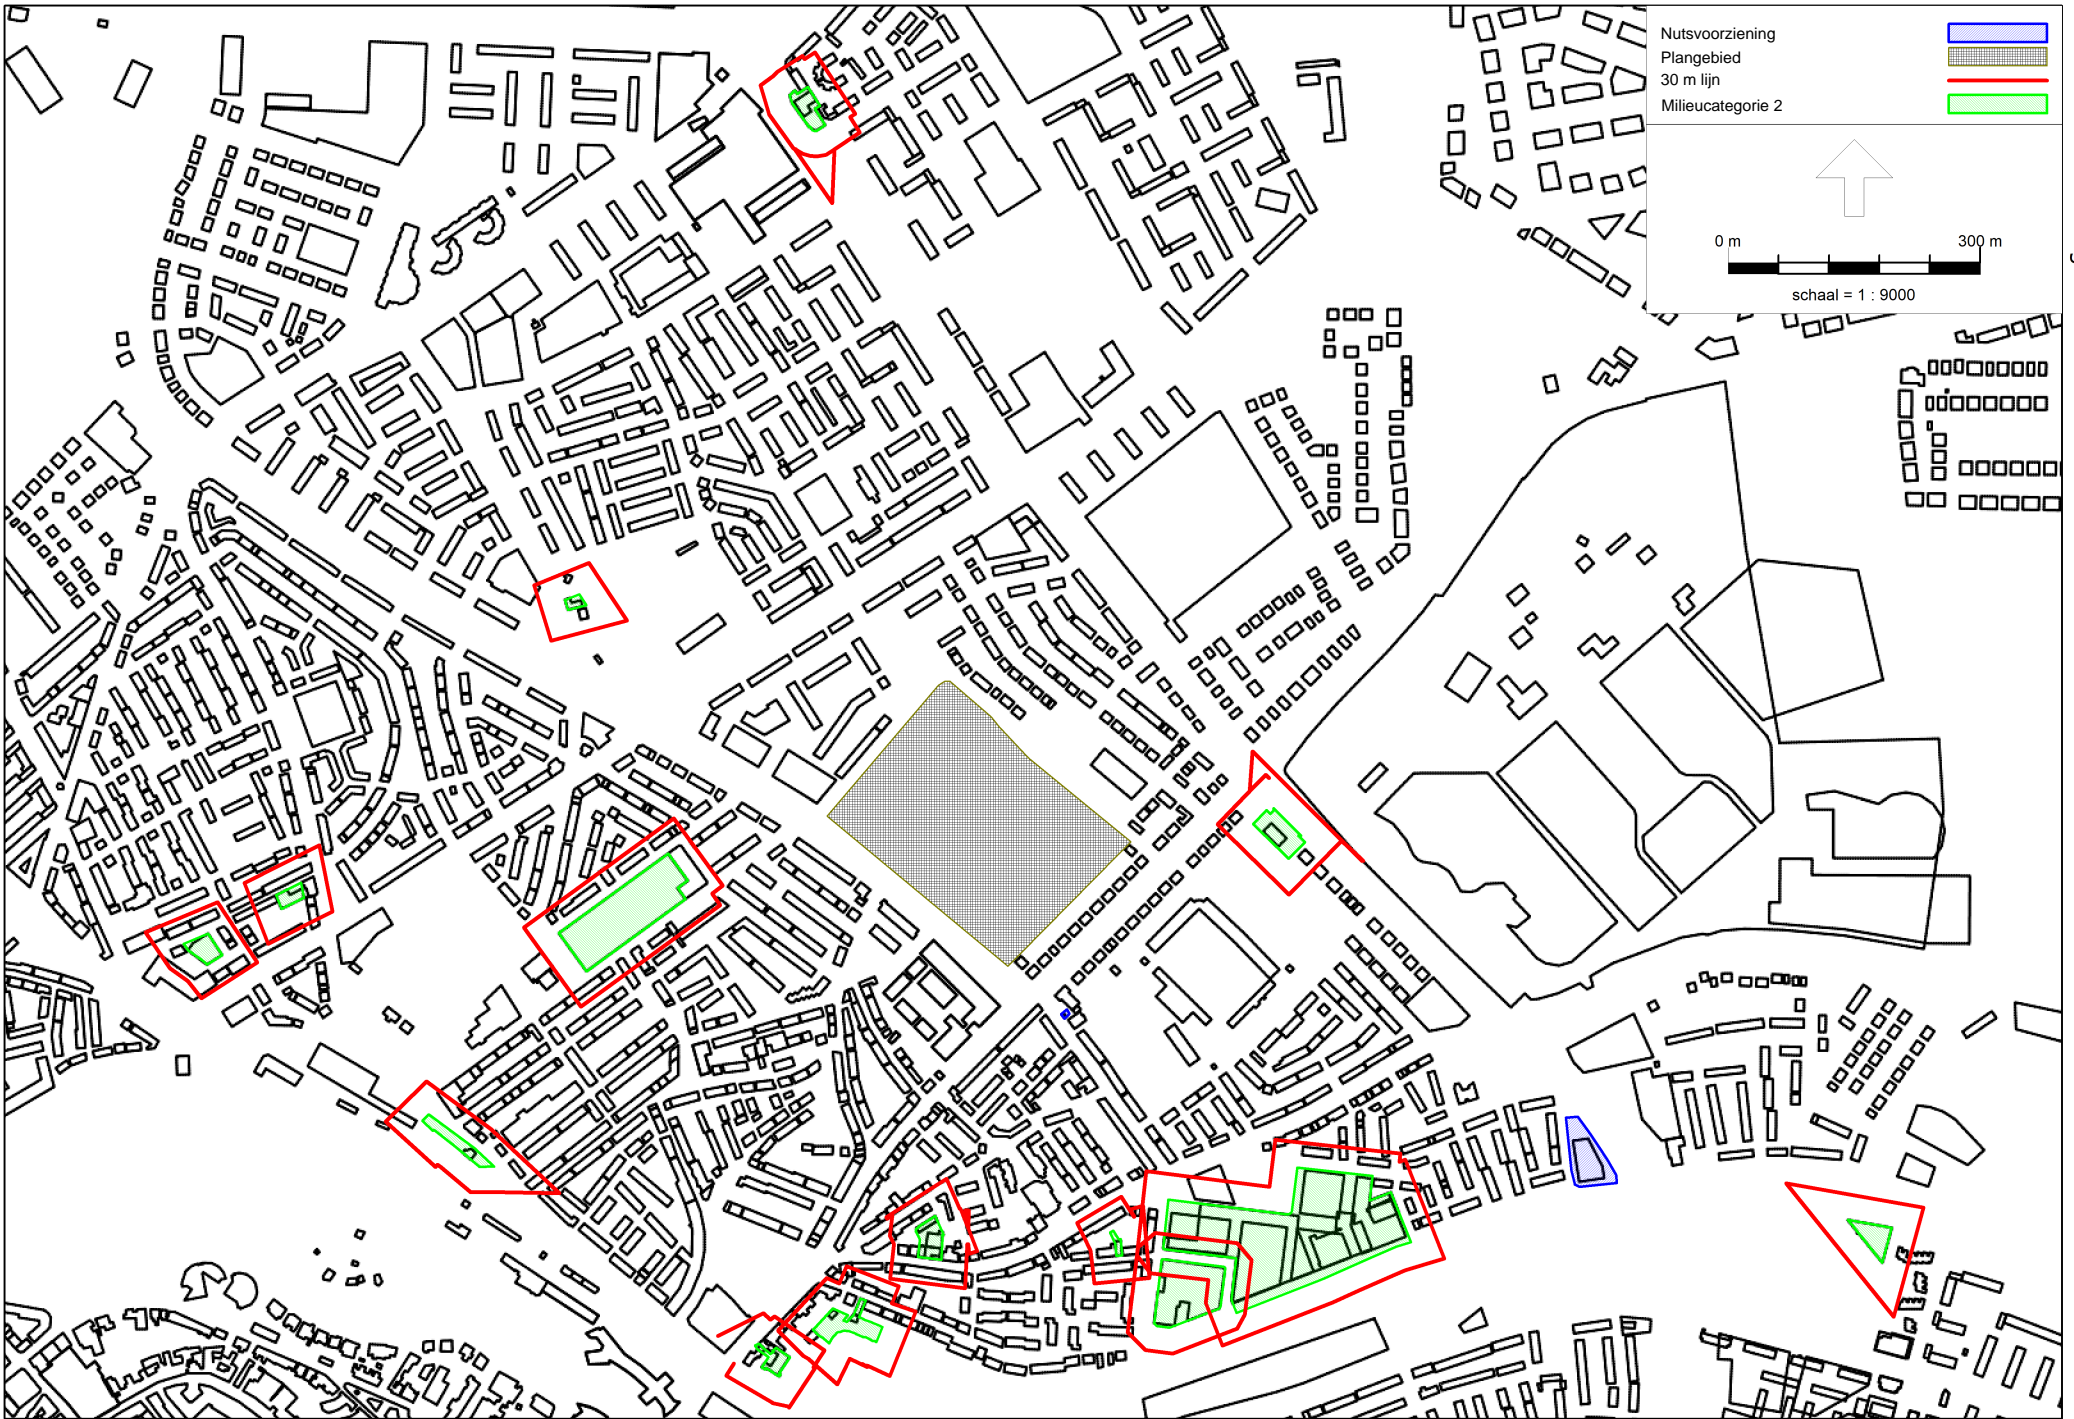 Nutsvoorziening
Plangebied
30 m lijn
Milieucategorie 2
0 m 300 m
schaal = 1 : 9000